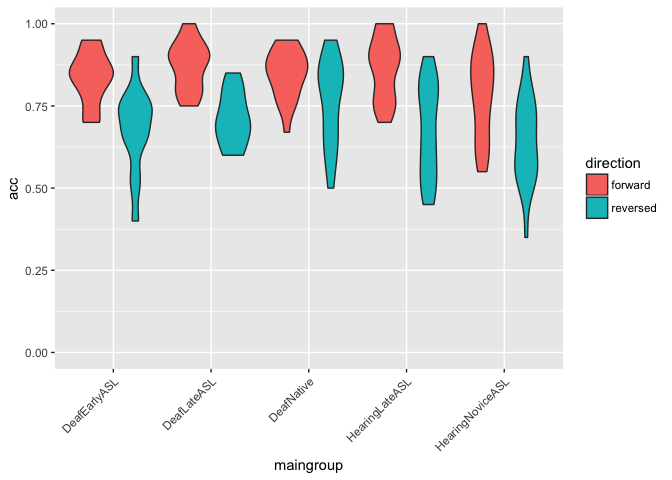 1.00
0.75
0.50
0.25
0.00
acc
DeafEarlyASL
DeafLateASL
DeafNative
HearingLateASL
HearingNoviceASL
maingroup
direction
forward
reversed